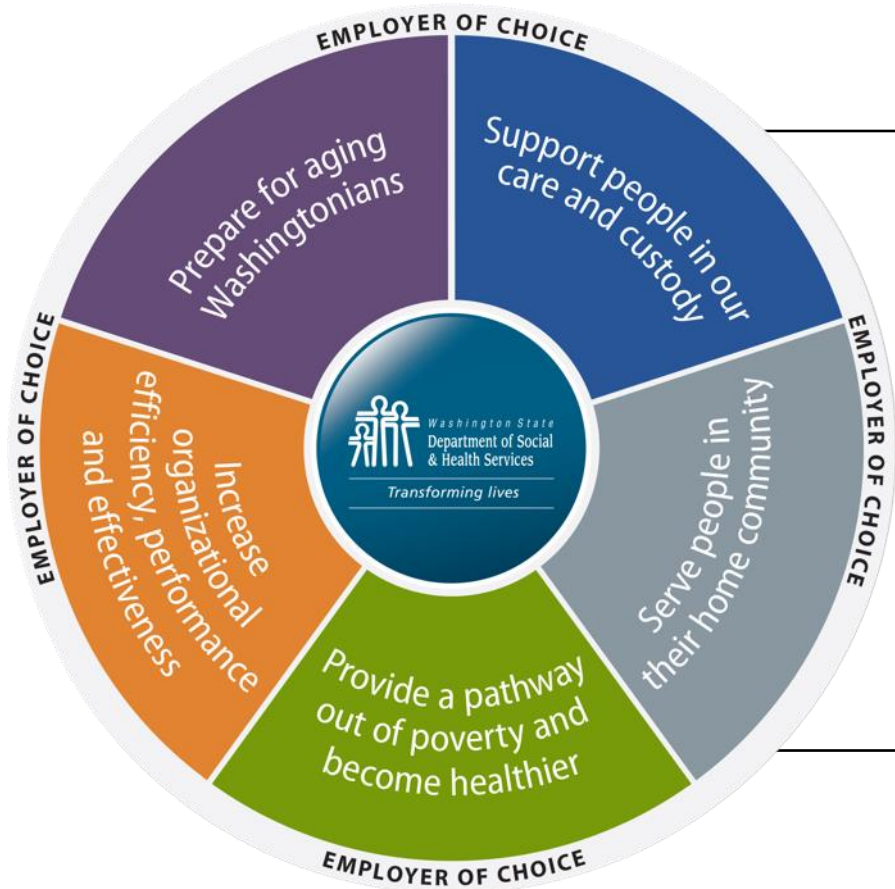 EMPLOYER OF CHOICE
Prepare for aging
Washingtonians
Support people in our
care and custody
EMPLOYER OF CHOICE
EMPLOYER OF CHOICE
Increase
organizational
efficiency, performance
and effectiveness
Washington State
Department of Social
& Health Services
Transforming lives
Serve people in
their home community
Provide a pathway
out of poverty and
become healthier
EMPLOYER OF CHOICE